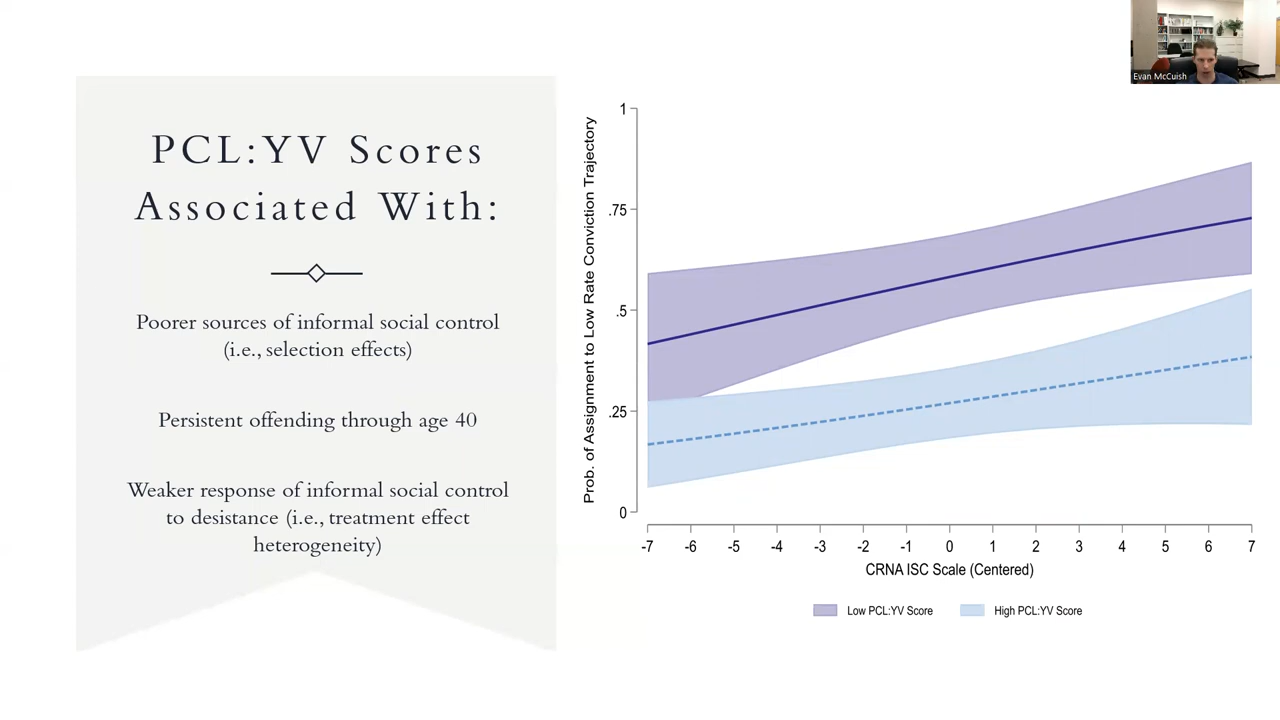 Evan McCuish
PCL:YV Scores
Associated With:
Poorer sources of informal social control
(i.e., selection effects)
Persistent offending through age 40
Weaker response of informal social control
to desistance (i.e., treatment effect
heterogeneity)
Prob. of Assignment to Low Rate Conviction Trajectory
1
.75
.5
.25
0
-7 -6 -5 -4 -3 -2 -1 0 1 2 3 4 5 6 7
CRNA ISC Scale (Centered)
Low PCL:YV Score High PCL:YV Score